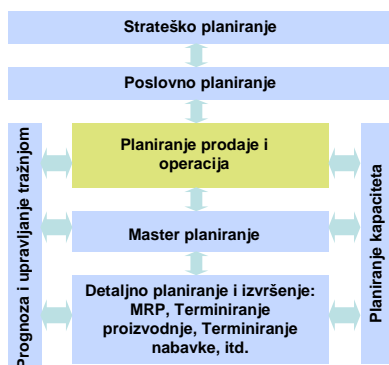 Strateško planiranje
Poslovno planiranje
Prognoza i upravljanje tražnjom
Planiranje prodaje i
operacija
Planiranje kapaciteta
Master planiranje
Detaljno planiranje i izvršenje:
MRP, Terminiranje
proizvodnje, Terminiranje
nabavke, itd.